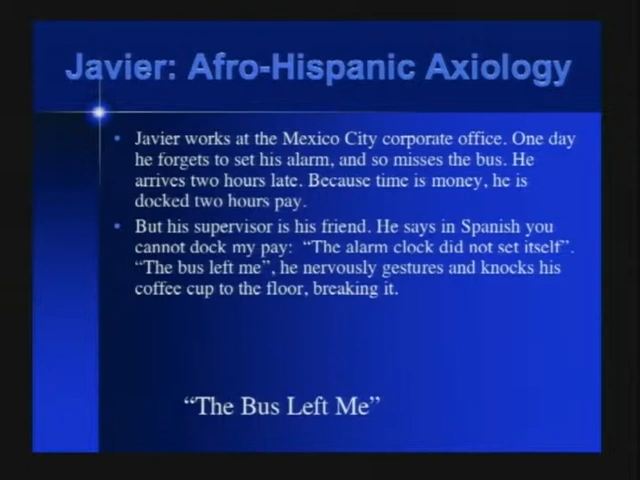 Javier: Afro-Hispanic Axiology
• Javier works at the Mexico City corporate office. One day
he forgets to set his alarm, and so misses the bus. He
arrives two hours late. Because time is money, he is
docked two hours pay.
• But his supervisor is his friend. He says in Spanish you
cannot dock my pay: “The alarm clock did not set itself”.
“The bus left me”, he nervously gestures and knocks his
coffee cup to the floor, breaking it.
“The Bus Left Me”